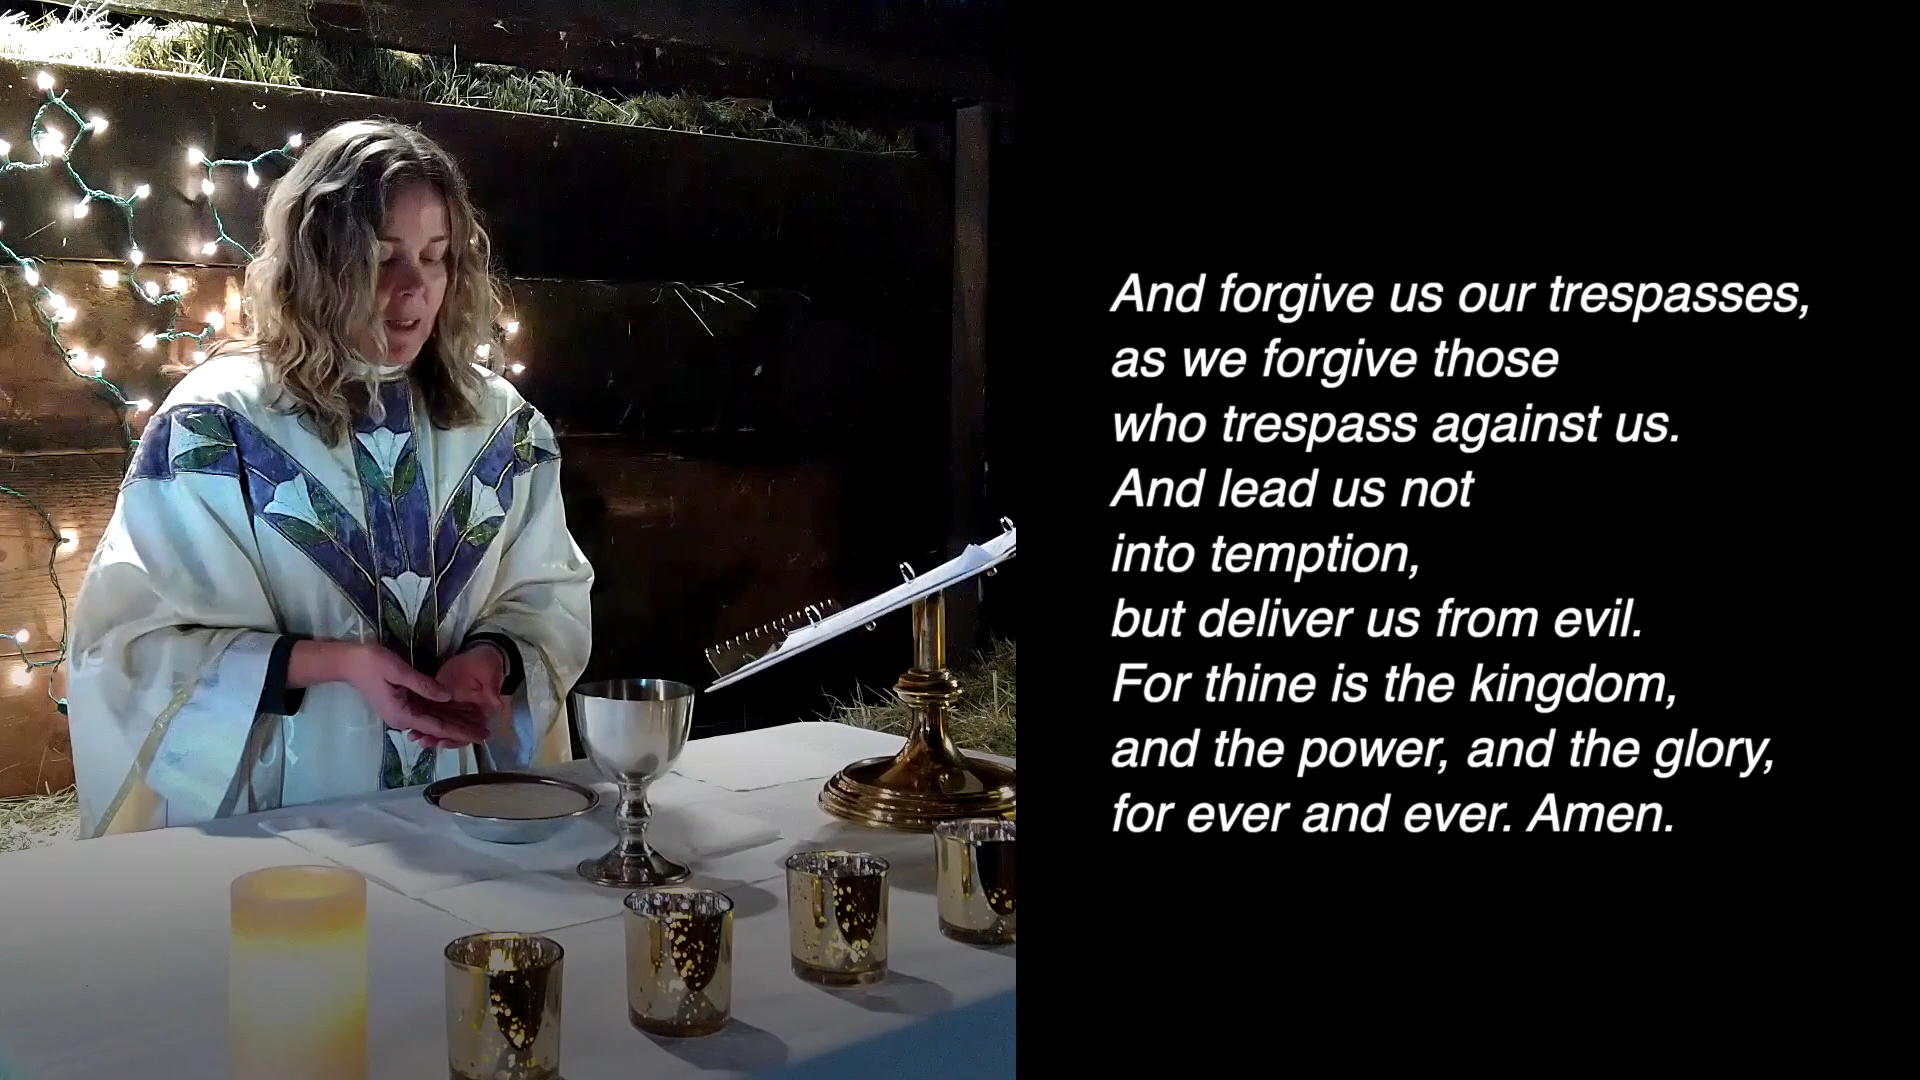 And forgive us our trespasses,
as we forgive those
who trespass against us.
And lead us not
into temption,
but deliver us from evil.
For thine is the kingdom,
and the power, and the glory,
for ever and ever. Amen.